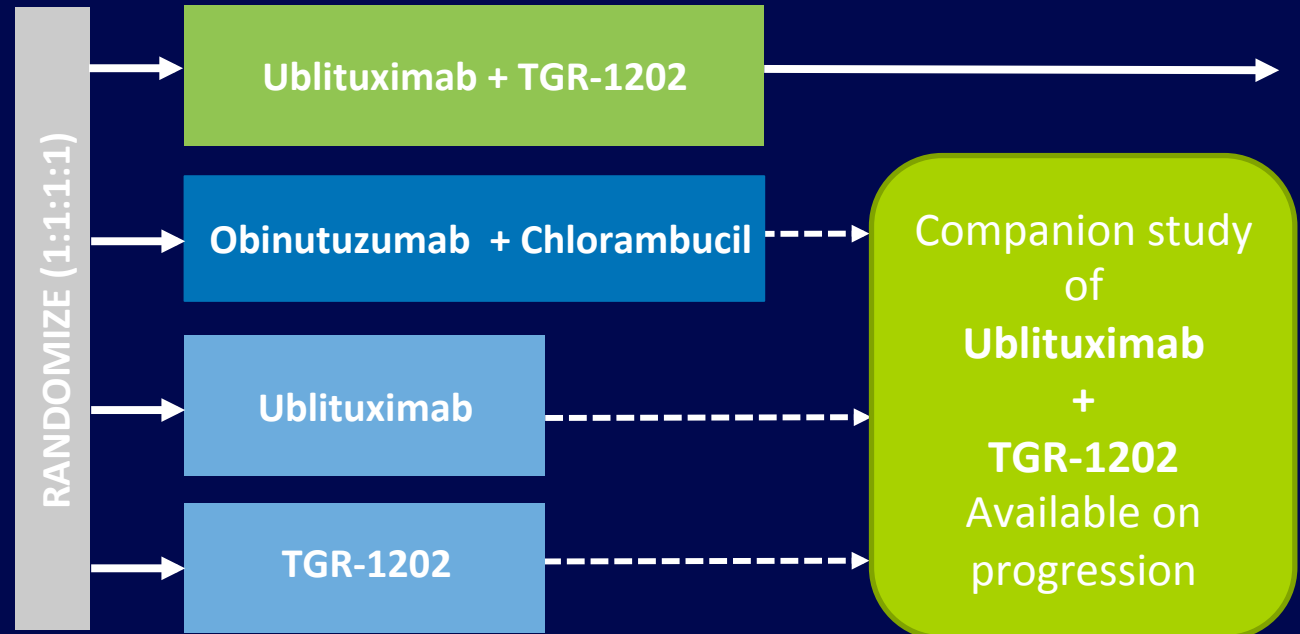 RANDOMIZE (1:1:1:1)
Ublituximab + TGR-1202
Obinutuzumab + Chlorambucil
Ublituximab
TGR-1202
Companion study
of
Ublituximab
+
TGR-1202
Available on
progression